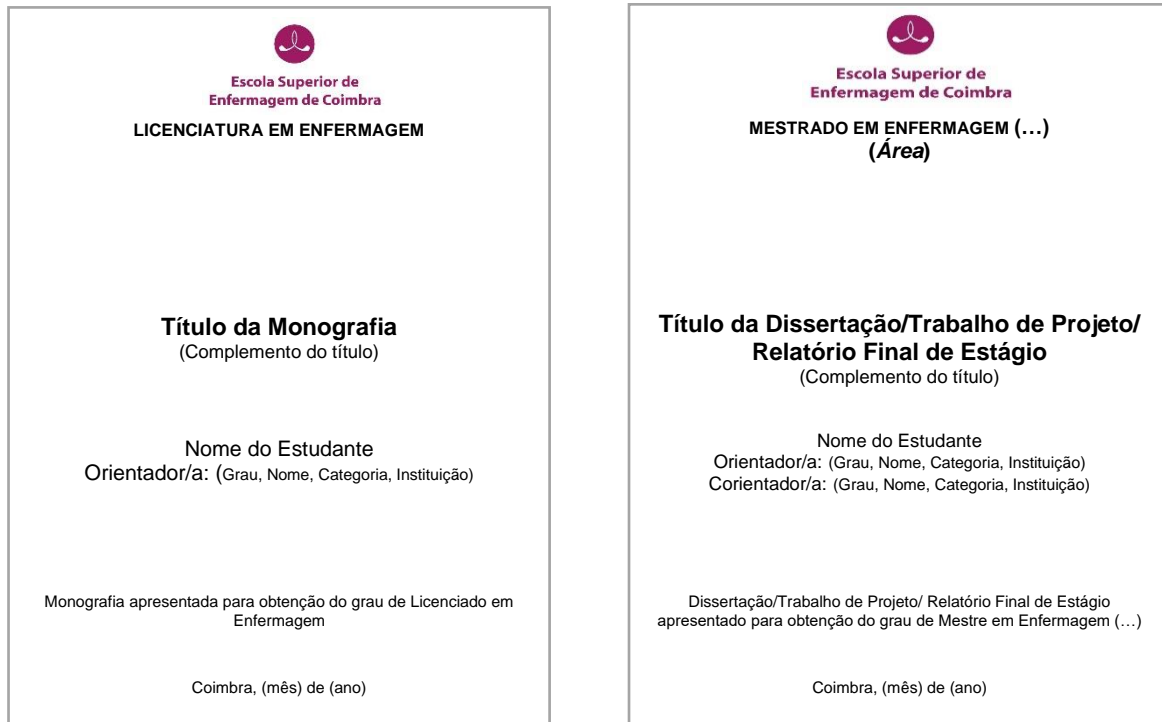 Escola Superior de
Enfermagem de Coimbra
LICENCIATURA EM ENFERMAGEM
Título da Monografia
(Complemento do título)
Nome do Estudante
Orientador/a: (Grau, Nome, Categoria, Instituição)
Monografia apresentada para obtenção do grau de Licenciado em
Enfermagem
Coimbra, (mês) de (ano)
Escola Superior de
Enfermagem de Coimbra
MESTRADO EM ENFERMAGEM (…)
(Área)
Título da Dissertação/Trabalho de Projeto/
Relatório Final de Estágio
(Complemento do título)
Nome do Estudante
Orientador/a: (Grau, Nome, Categoria, Instituição)
Corientador/a: (Grau, Nome, Categoria, Instituição)
Dissertação/Trabalho de Projeto/ Relatório Final de Estágio
apresentado para obtenção do grau de Mestre em Enfermagem (…)
Coimbra, (mês) de (ano)